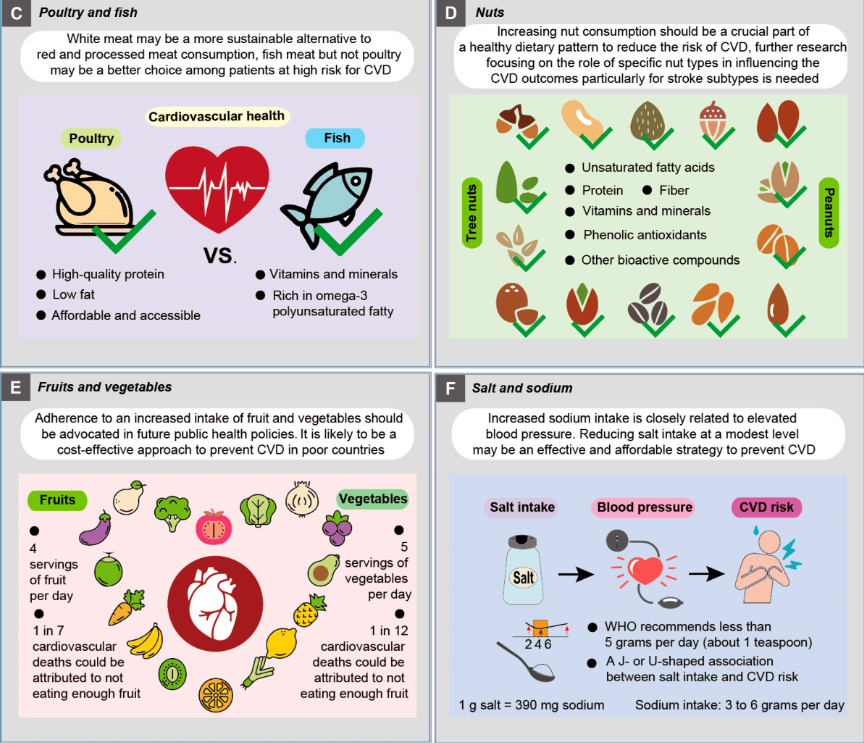 C
Poultry and fish
White meat may be a more sustainable alternative to
red and processed meat consumption, fish meat but not poultry
may be a better choice among patients at high risk for CVD
Cardiovascular health
Poultry
Fish
VS.
● High-quality protein
● Low fat
● Affordable and accessible
● Vitamins and minerals
● Rich in omega-3
polyunsaturated fatty
D
Nuts
Increasing nut consumption should be a crucial part of
a healthy dietary pattern to reduce the risk of CVD, further research
focusing on the role of specific nut types in influencing the
CVD outcomes particularly for stroke subtypes is needed
Tree nuts
● Unsaturated fatty acids
● Protein ● Fiber
● Vitamins and minerals
● Phenolic antioxidants
● Other bioactive compounds
Peanuts
E
Fruits and vegetables
Adherence to an increased intake of fruit and vegetables should
be advocated in future public health policies. It is likely to be a
cost-effective approach to prevent CVD in poor countries
Fruits
● 4
servings
of fruit
per day
● 1 in 7
cardiovascular
deaths could be
attributed to not
eating enough fruit
Vegetables
● 5
servings of
vegetables
per day
● 1 in 12
cardiovascular
deaths could be
attributed to not
eating enough fruit
F
Salt and sodium
Increased sodium intake is closely related to elevated
blood pressure. Reducing salt intake at a modest level
may be an effective and affordable strategy to prevent CVD
Salt intake
Blood pressure
CVD risk
Salt
2 4 6
● WHO recommends less than
5 grams per day (about 1 teaspoon)
● A J- or U-shaped association
between salt intake and CVD risk
1 g salt = 390 mg sodium
Sodium intake: 3 to 6 grams per day